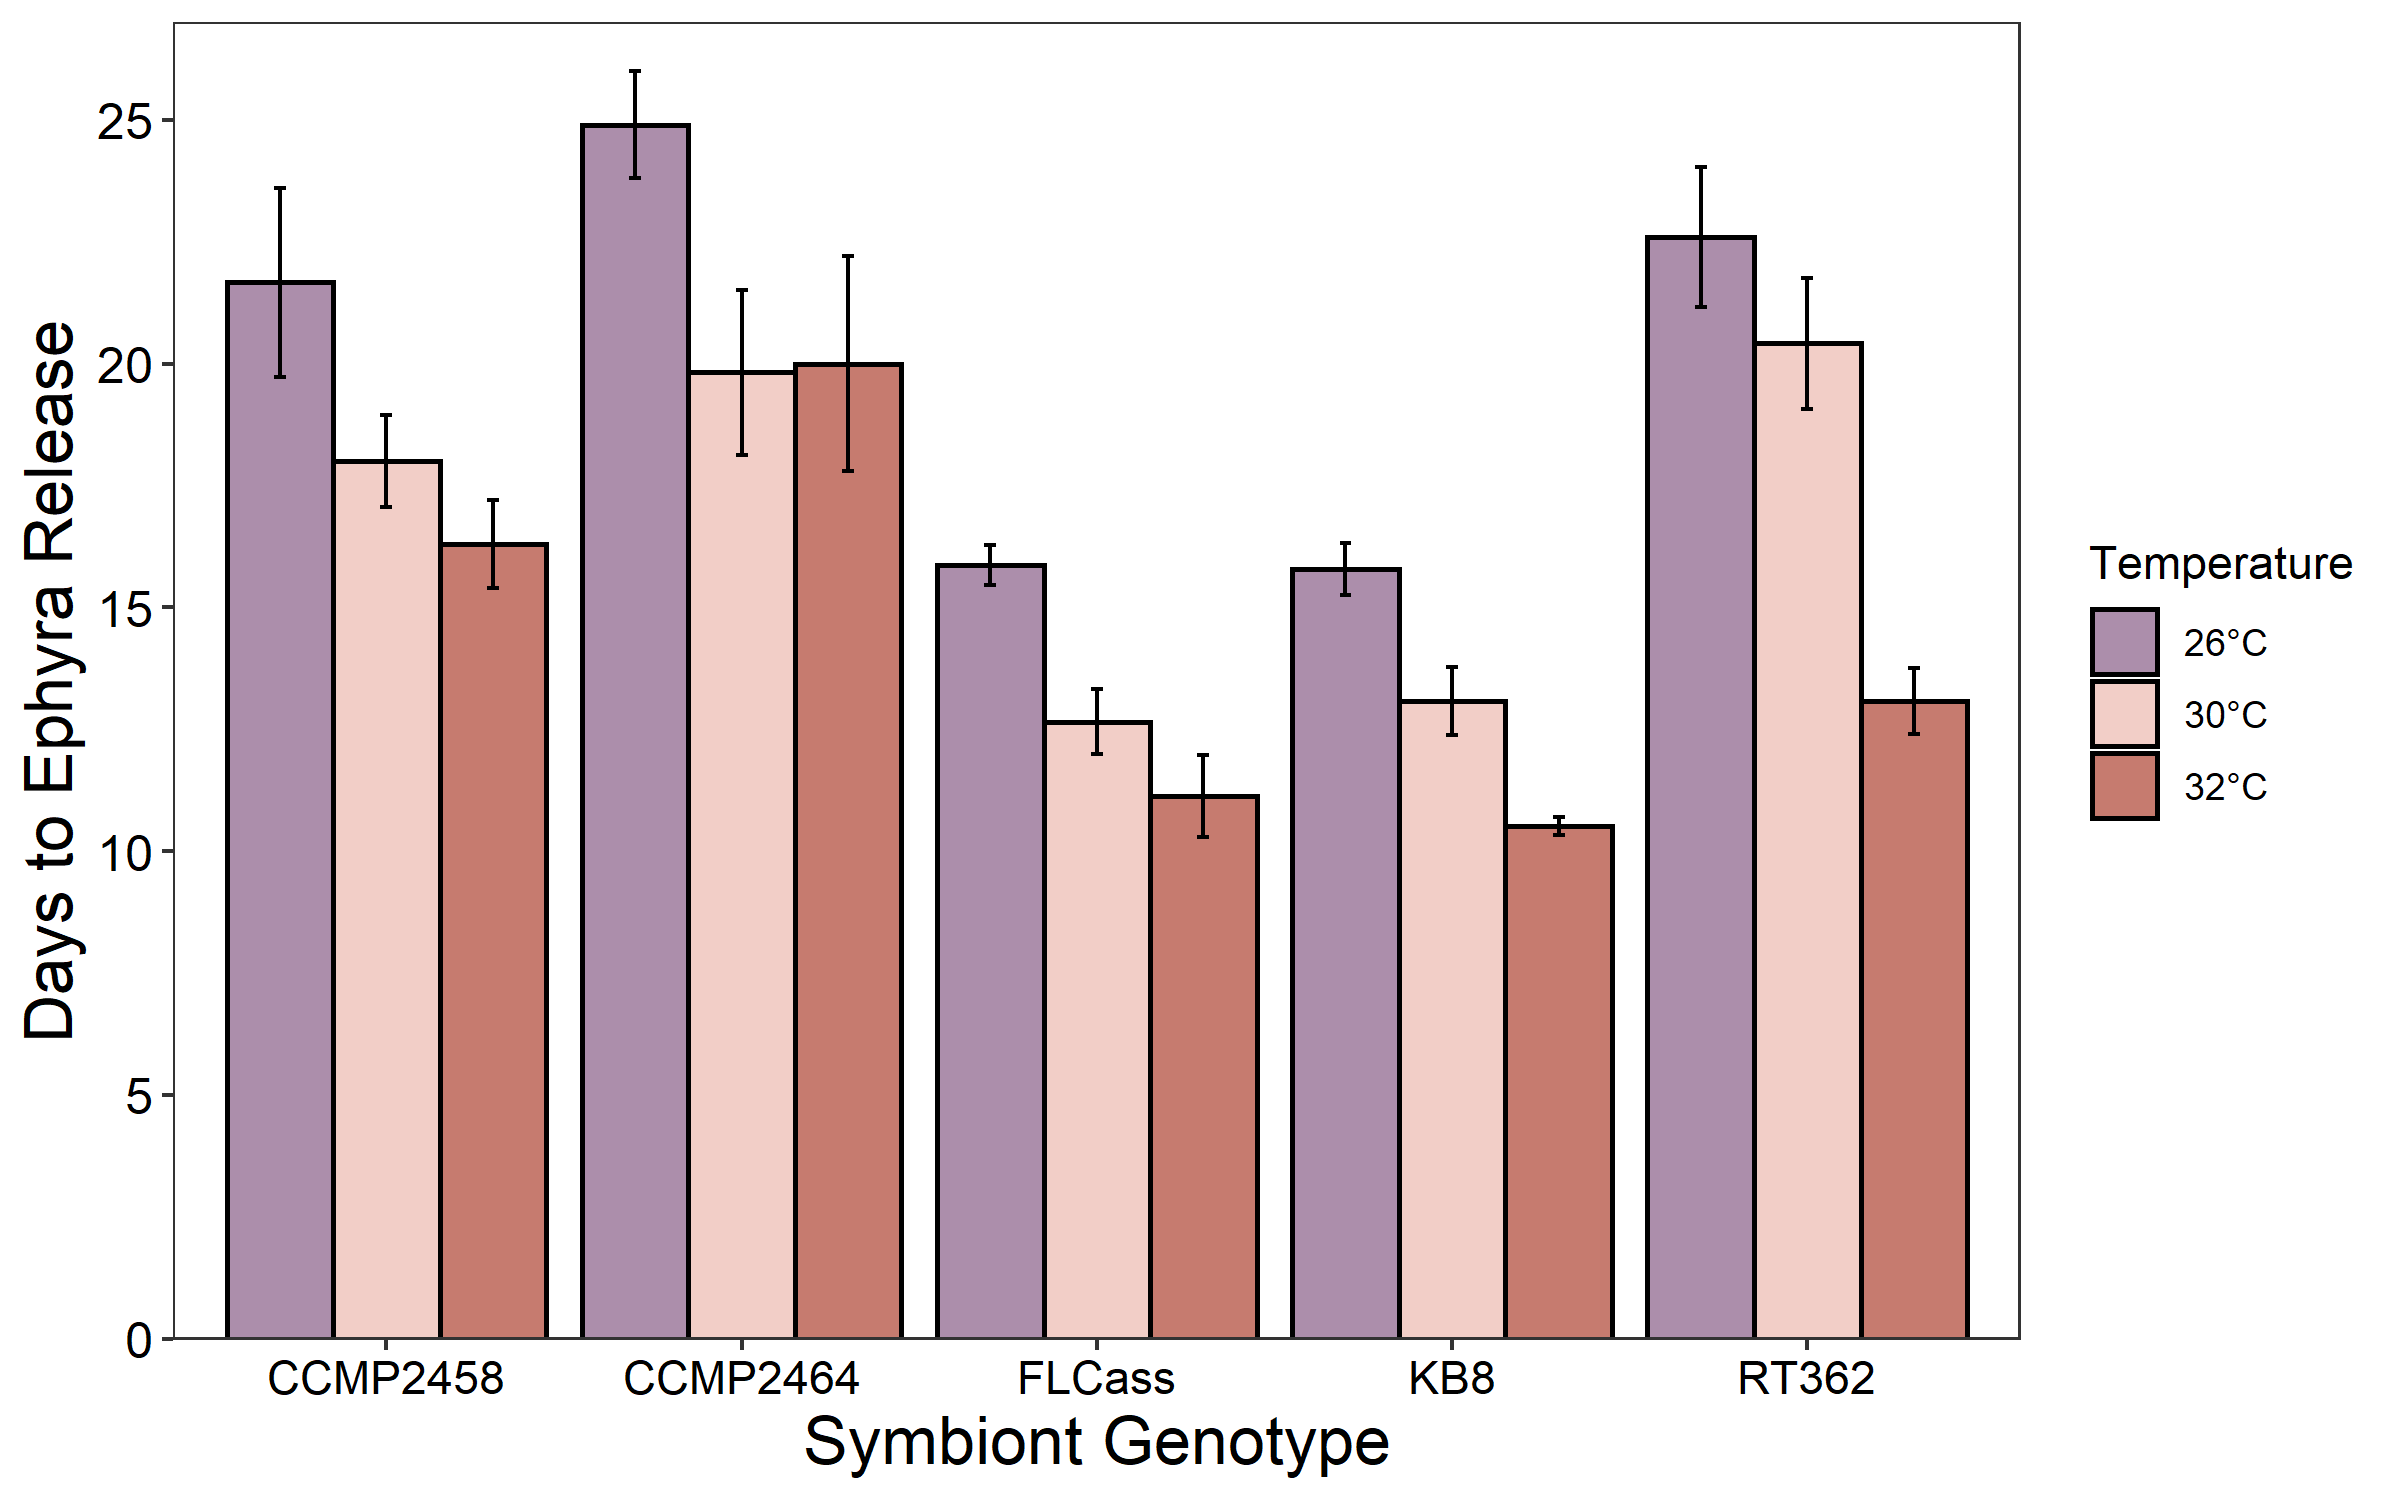 25
20
15
10
5
0
Days to Ephyra Release
CCMP2458
CCMP2464
FLCass
KB8
RT362
Symbiont Genotype
Temperature
26°C
30°C
32°C